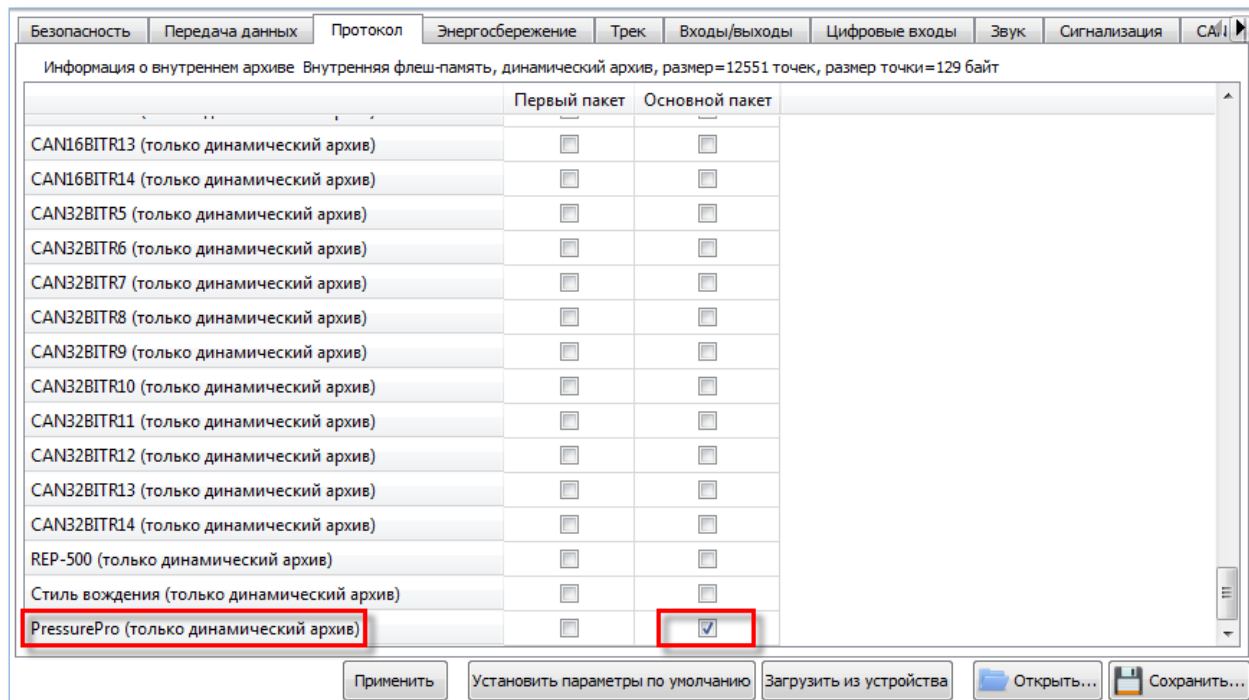 Безопасность Передача данных Протокол Энергосбережение Трек Входы/выходы Цифровые входы Звук Сигнализация
Информация о внутреннем архиве Внутренняя флеш-память, динамический архив, размер=12551 точек, размер точки=129 байт
Первый пакет Основной пакет
CAN16BITR13 (только динамический архив)
CAN16BITR14 (только динамический архив)
CAN32BITR5 (только динамический архив)
CAN32BITR6 (только динамический архив)
CAN32BITR7 (только динамический архив)
CAN32BITR8 (только динамический архив)
CAN32BITR9 (только динамический архив)
CAN32BITR10 (только динамический архив)
CAN32BITR11 (только динамический архив)
CAN32BITR12 (только динамический архив)
CAN32BITR13 (только динамический архив)
CAN32BITR14 (только динамический архив)
REP-500 (только динамический архив)
Стиль вождения (только динамический архив)
PressurePro (только динамический архив)
Применить Установить параметры по умолчанию Загрузить из устройства Открыть... Сохранить...